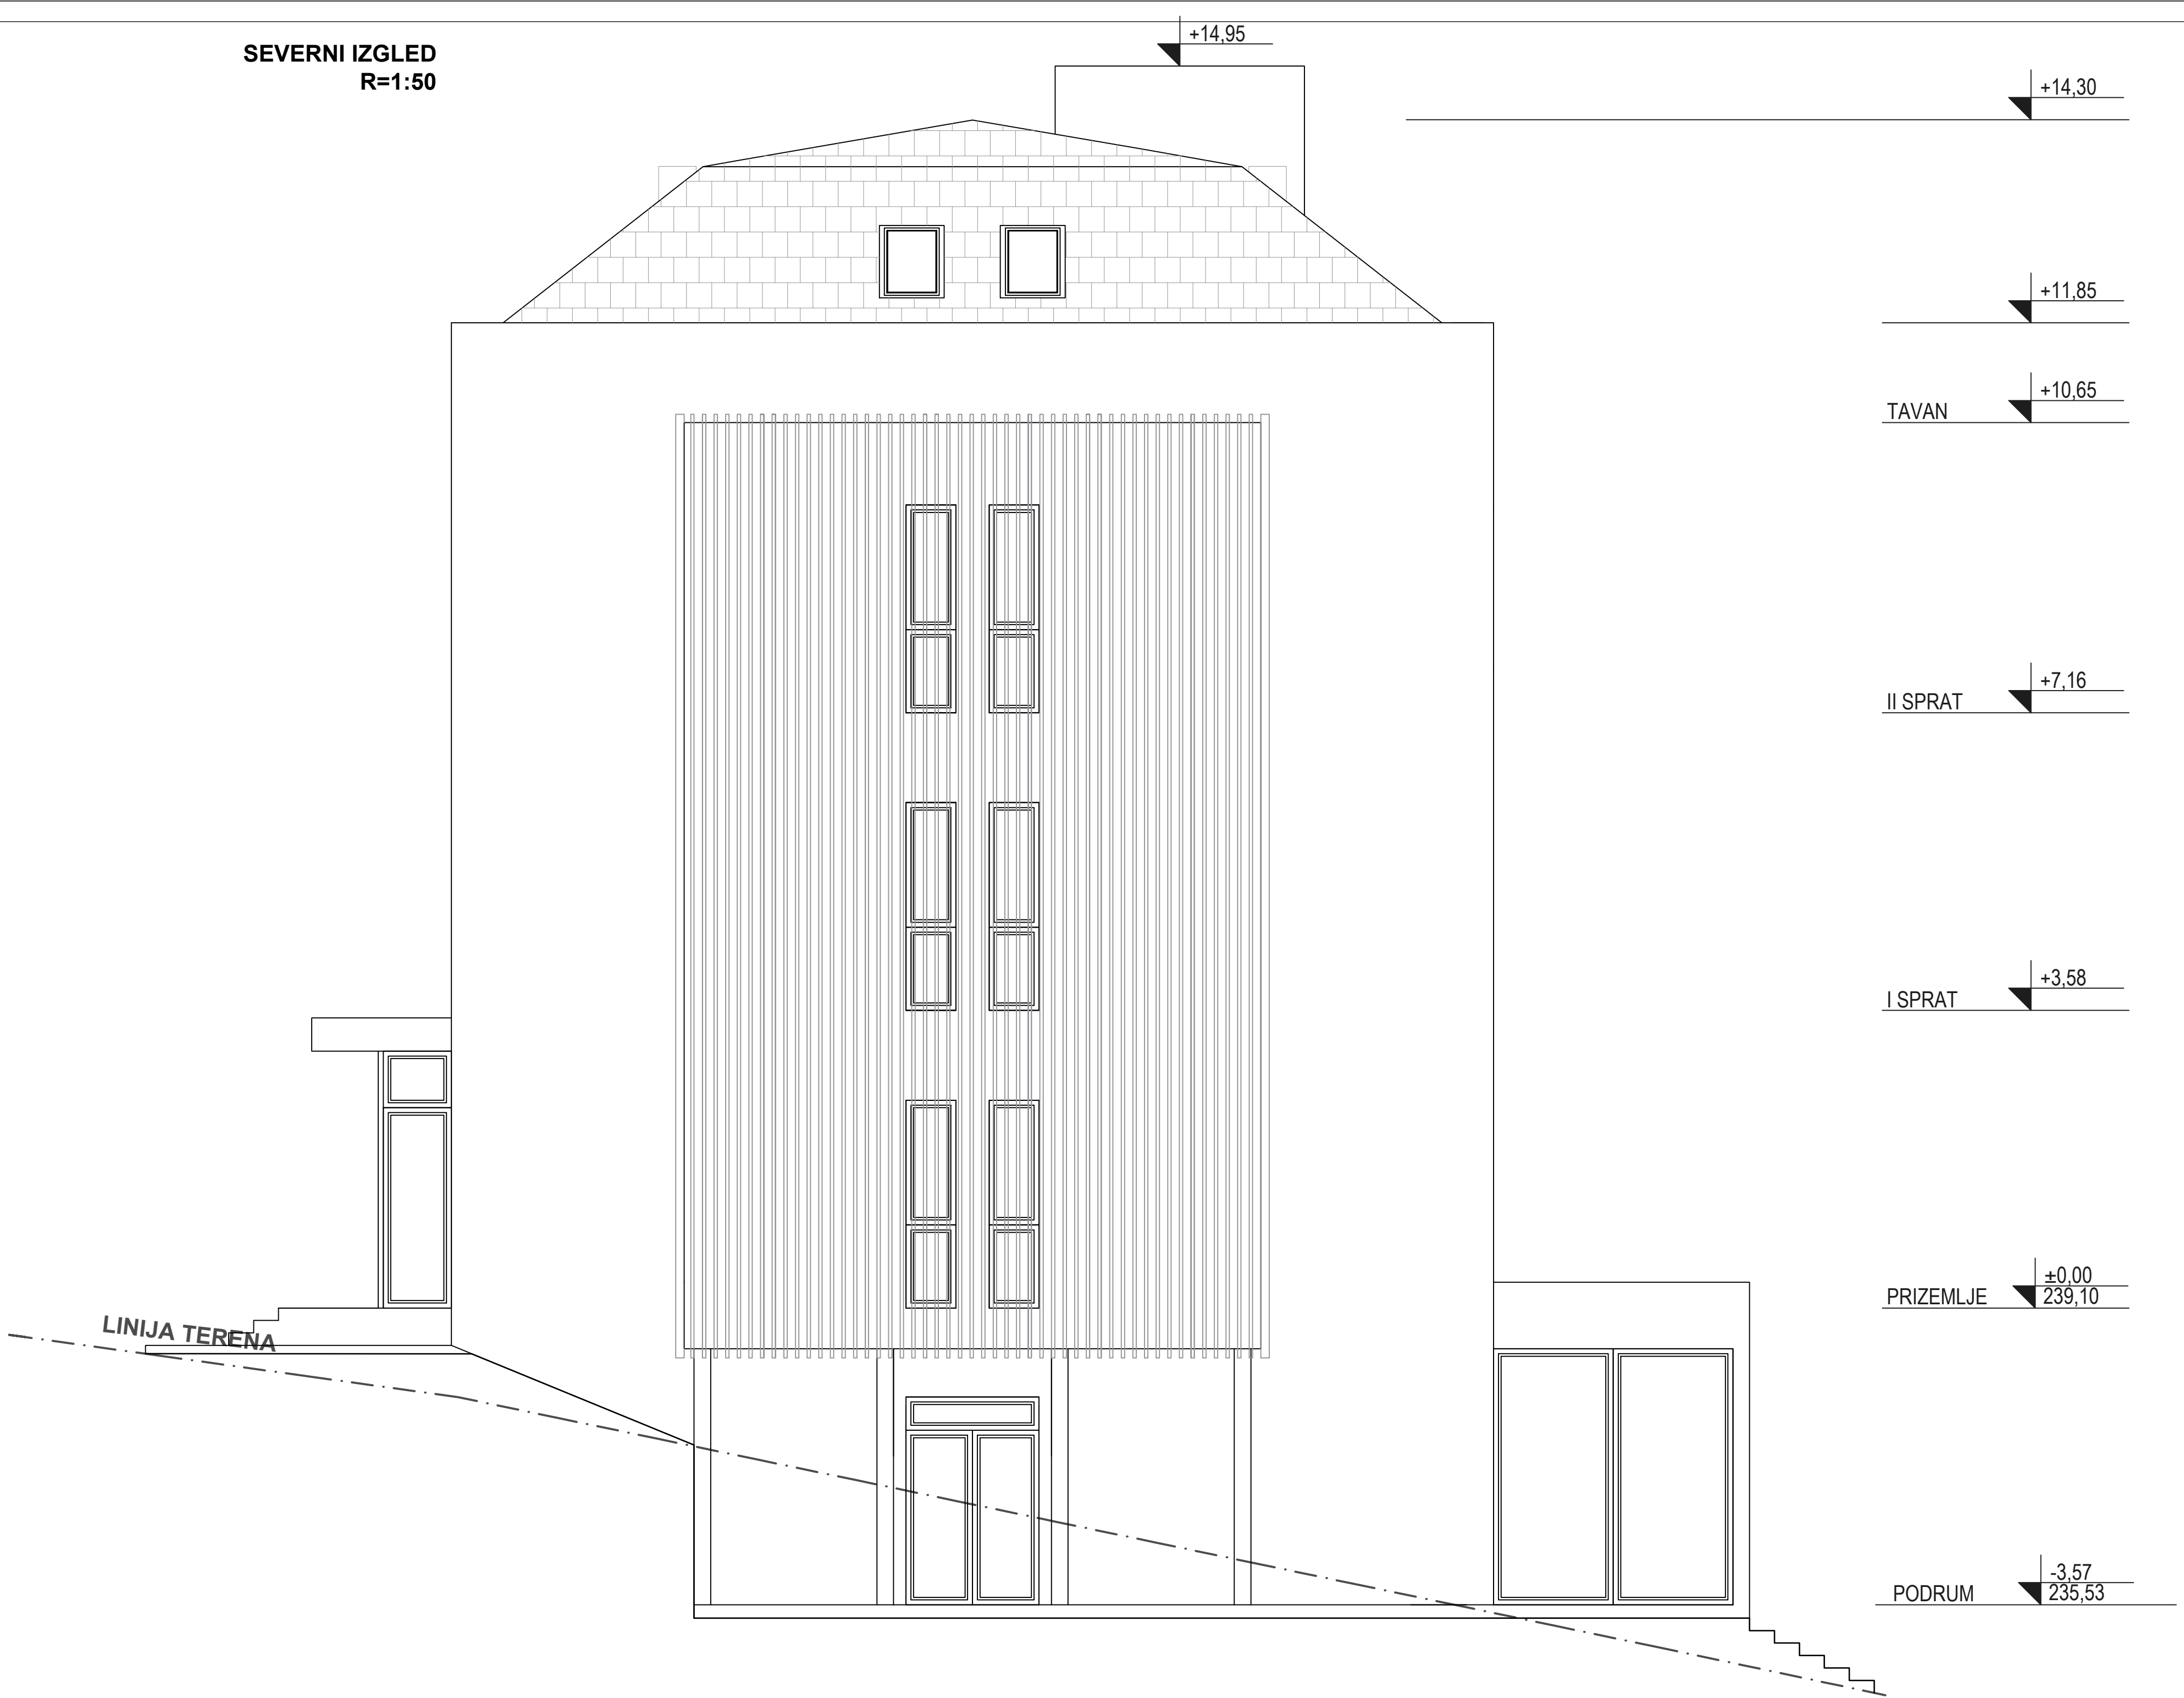 SEVERNI IZGLED
R=1:50
+14,95
+14,30
+11,85
TAVAN +10,65
II SPRAT +7,16
I SPRAT +3,58
±0,00
PRIZEMLJE 239,10
LINIJA TERENA
-3,57
PODRUM 235,53